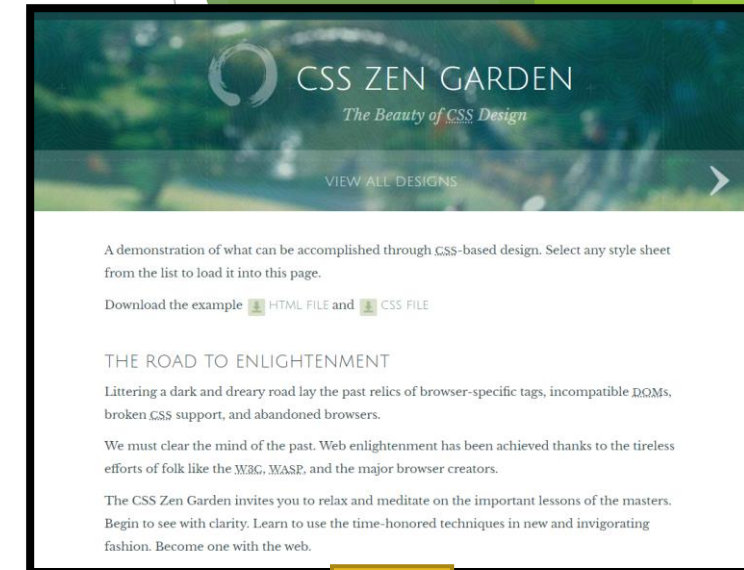 CSS ZEN GARDEN
The Beauty of CSS Design
VIEW ALL DESIGNS
A demonstration of what can be accomplished through CSS-based design. Select any style sheet
from the list to load it into this page.
Download the example HTML FILE and CSS FILE
THE ROAD TO ENLIGHTENMENT
Littering a dark and dreary road lay the past relics of browser-specific tags, incompatible DOMs,
broken CSS support, and abandoned browsers.
We must clear the mind of the past. Web enlightenment has been achieved thanks to the tireless
efforts of folk like the W3C, WASP, and the major browser creators.
The CSS Zen Garden invites you to relax and meditate on the important lessons of the masters.
Begin to see with clarity. Learn to use the time-honored techniques in new and invigorating
fashion. Become one with the web.